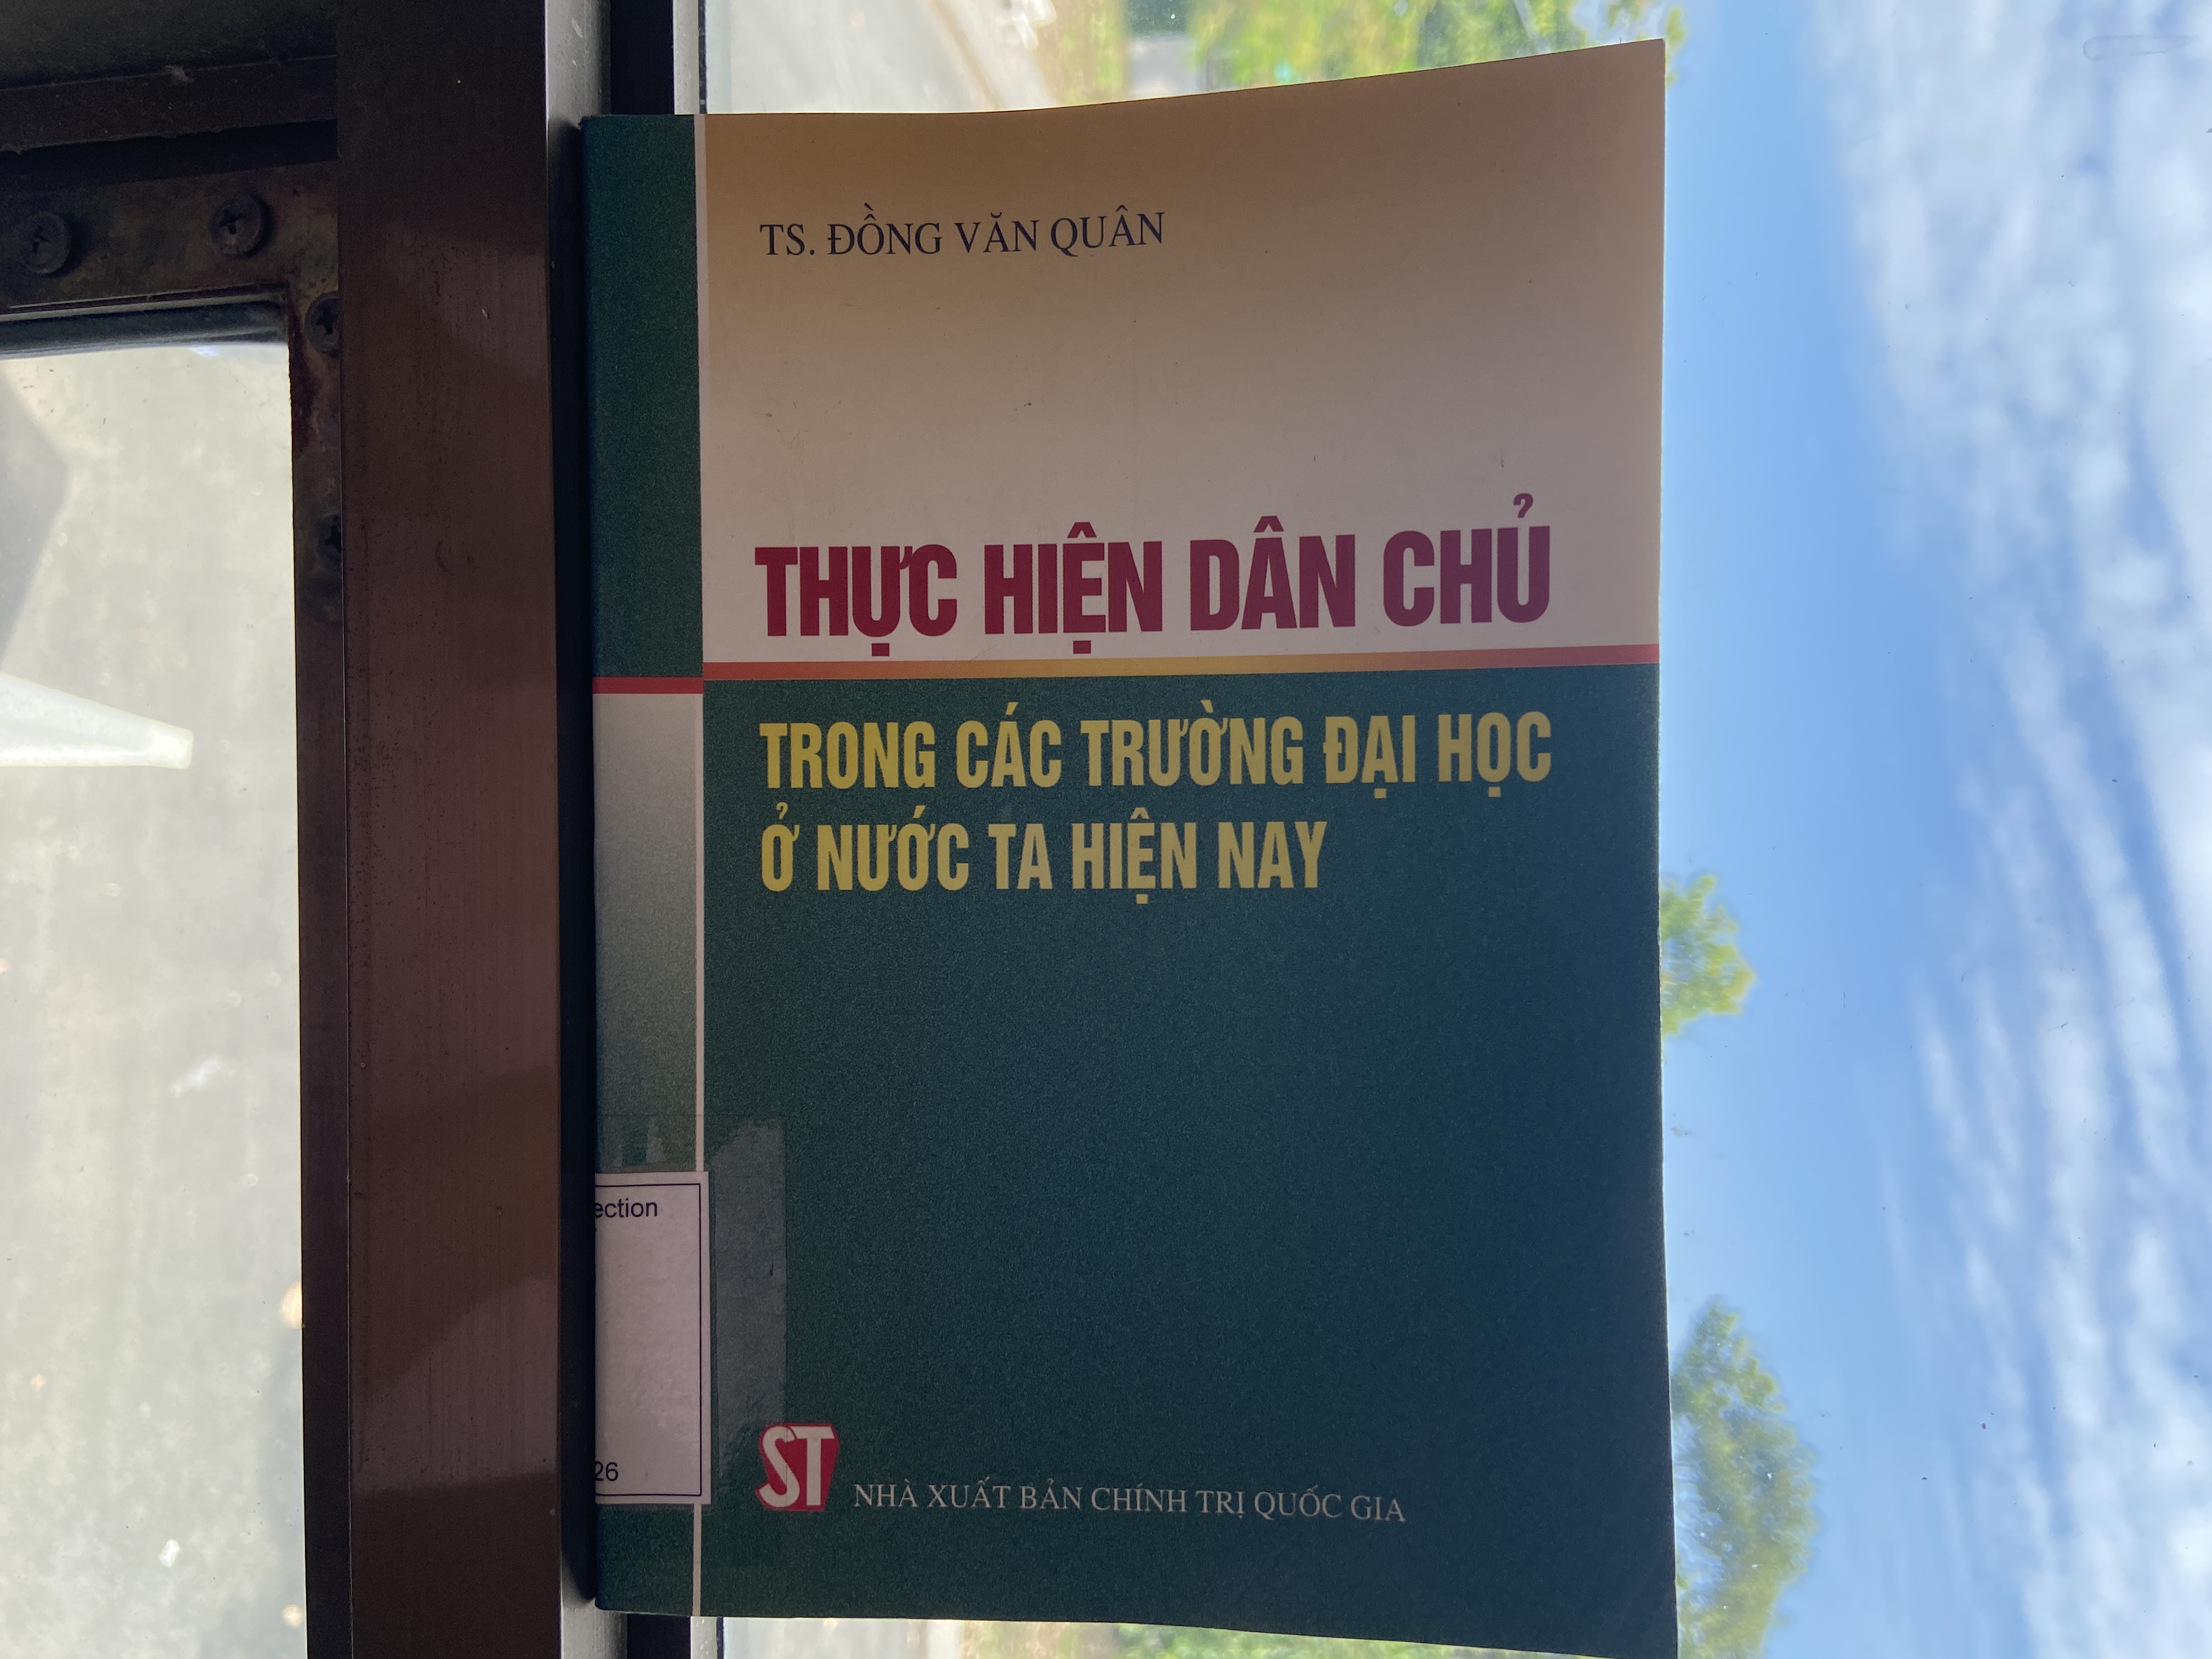 TS. ĐỒNG VĂN QUÂN
THỰC HIỆN DÂN CHỦ
TRONG CÁC TRƯỜNG ĐẠI HỌC
Ở NƯỚC TA HIỆN NAY
ection
26
ST
NHÀ XUẤT BẢN CHÍNH TRỊ QUỐC GIA